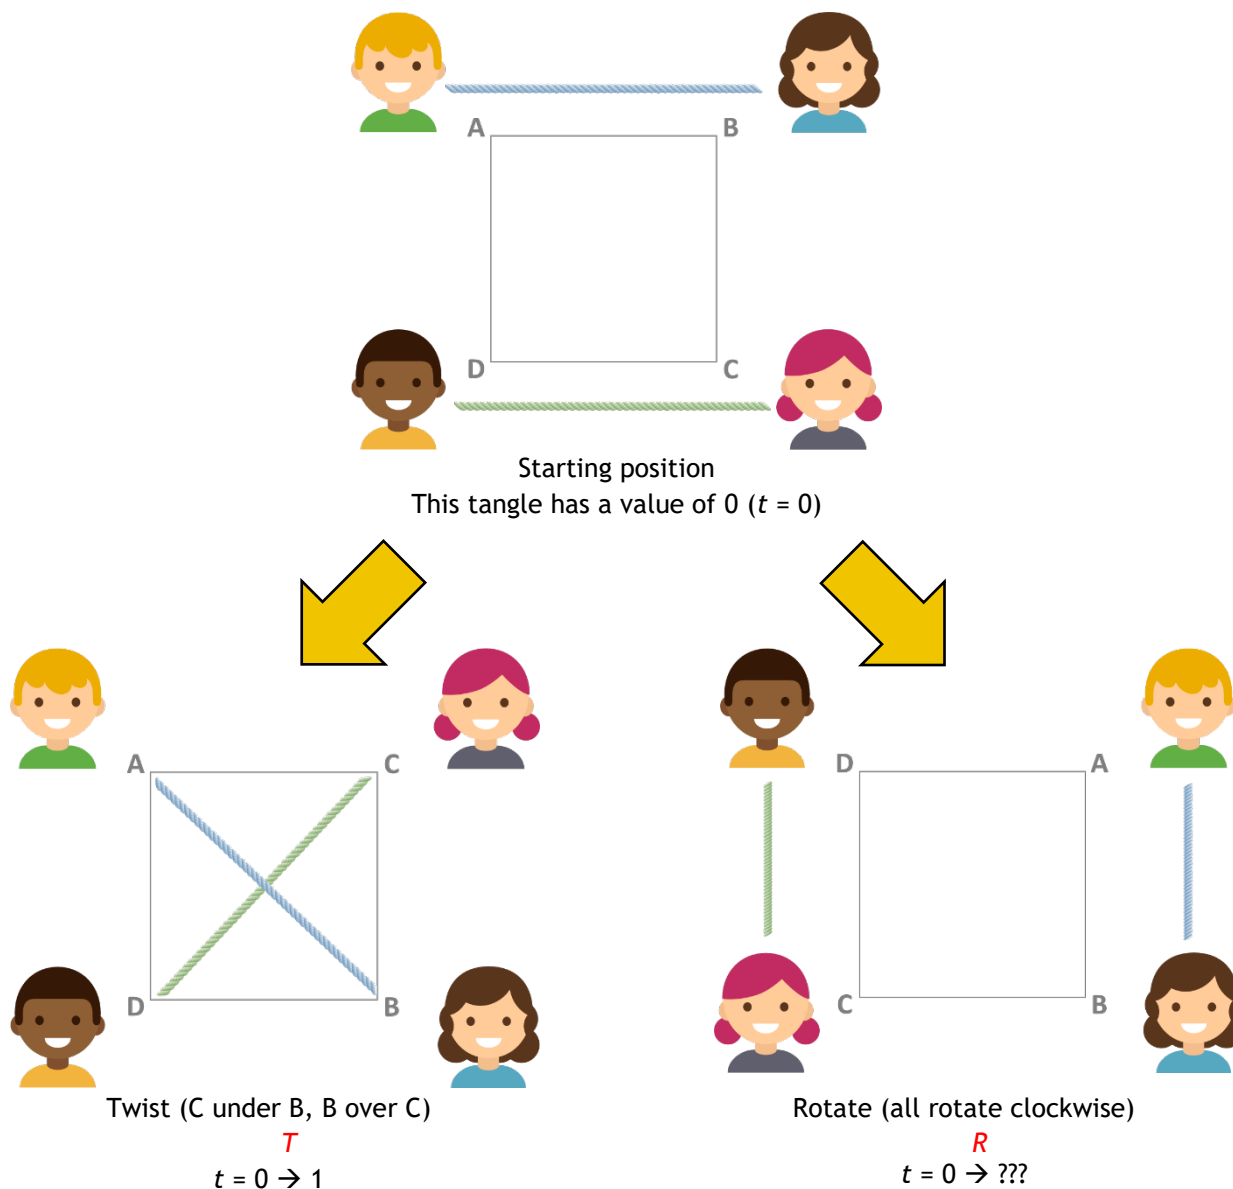 A B
D C
Starting position
This tangle has a value of 0 (t = 0)
A C
D B
Twist (C under B, B over C)
T
t = 0 → 1
D A
C B
Rotate (all rotate clockwise)
R
t = 0 → ???